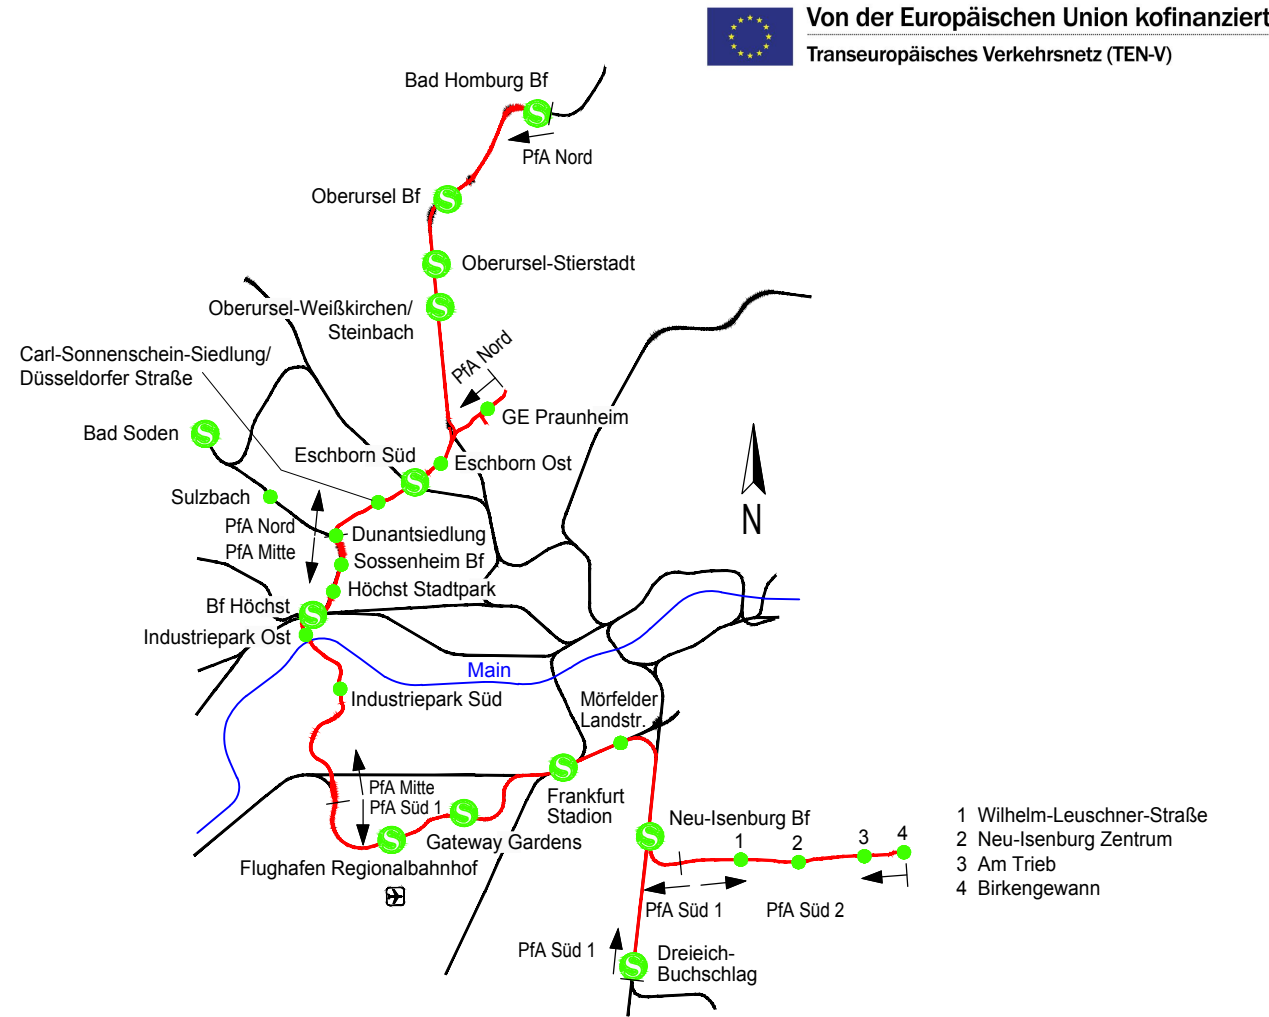 Von der Europäischen Union kofinanziert
Transeuropäisches Verkehrsnetz (TEN-V)
Bad Homburg Bf
PfA Nord
Oberursel Bf
Oberursel-Stierstadt
Oberursel-Weißkirchen/
Steinbach
Carl-Sonnenschein-Siedlung/
Düsseldorfer Straße
PfA Nord
GE Praunheim
Bad Soden
Eschborn Süd
Eschborn Ost
Sulzbach
PfA Nord
PfA Mitte
Dunantsiedlung
Sossenheim Bf
Höchst Stadtpark
Bf Höchst
Industriepark Ost
N
Main
Industriepark Süd
Mörfelder
Landstr.
PfA Mitte
PfA Süd 1
Frankfurt
Stadion
Gateway Gardens
Flughafen Regionalbahnhof
Neu-Isenburg Bf
1
2
3
4
PfA Süd 1
PfA Süd 2
PfA Süd 1
Dreieich-
Buchschlag
1 Wilhelm-Leuschner-Straße
2 Neu-Isenburg Zentrum
3 Am Trieb
4 Birkengewann
S
S
S
S
S
S
S
S
S
S
S
S